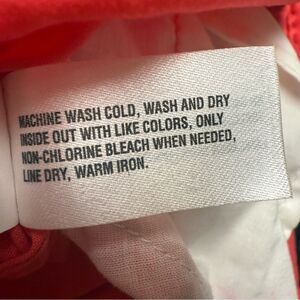 MACHINE WASH COLD, WASH AND DRY
INSIDE OUT WITH LIKE COLORS, ONLY
NON-CHLORINE BLEACH WHEN NEEDED,
LINE DRY, WARM IRON.